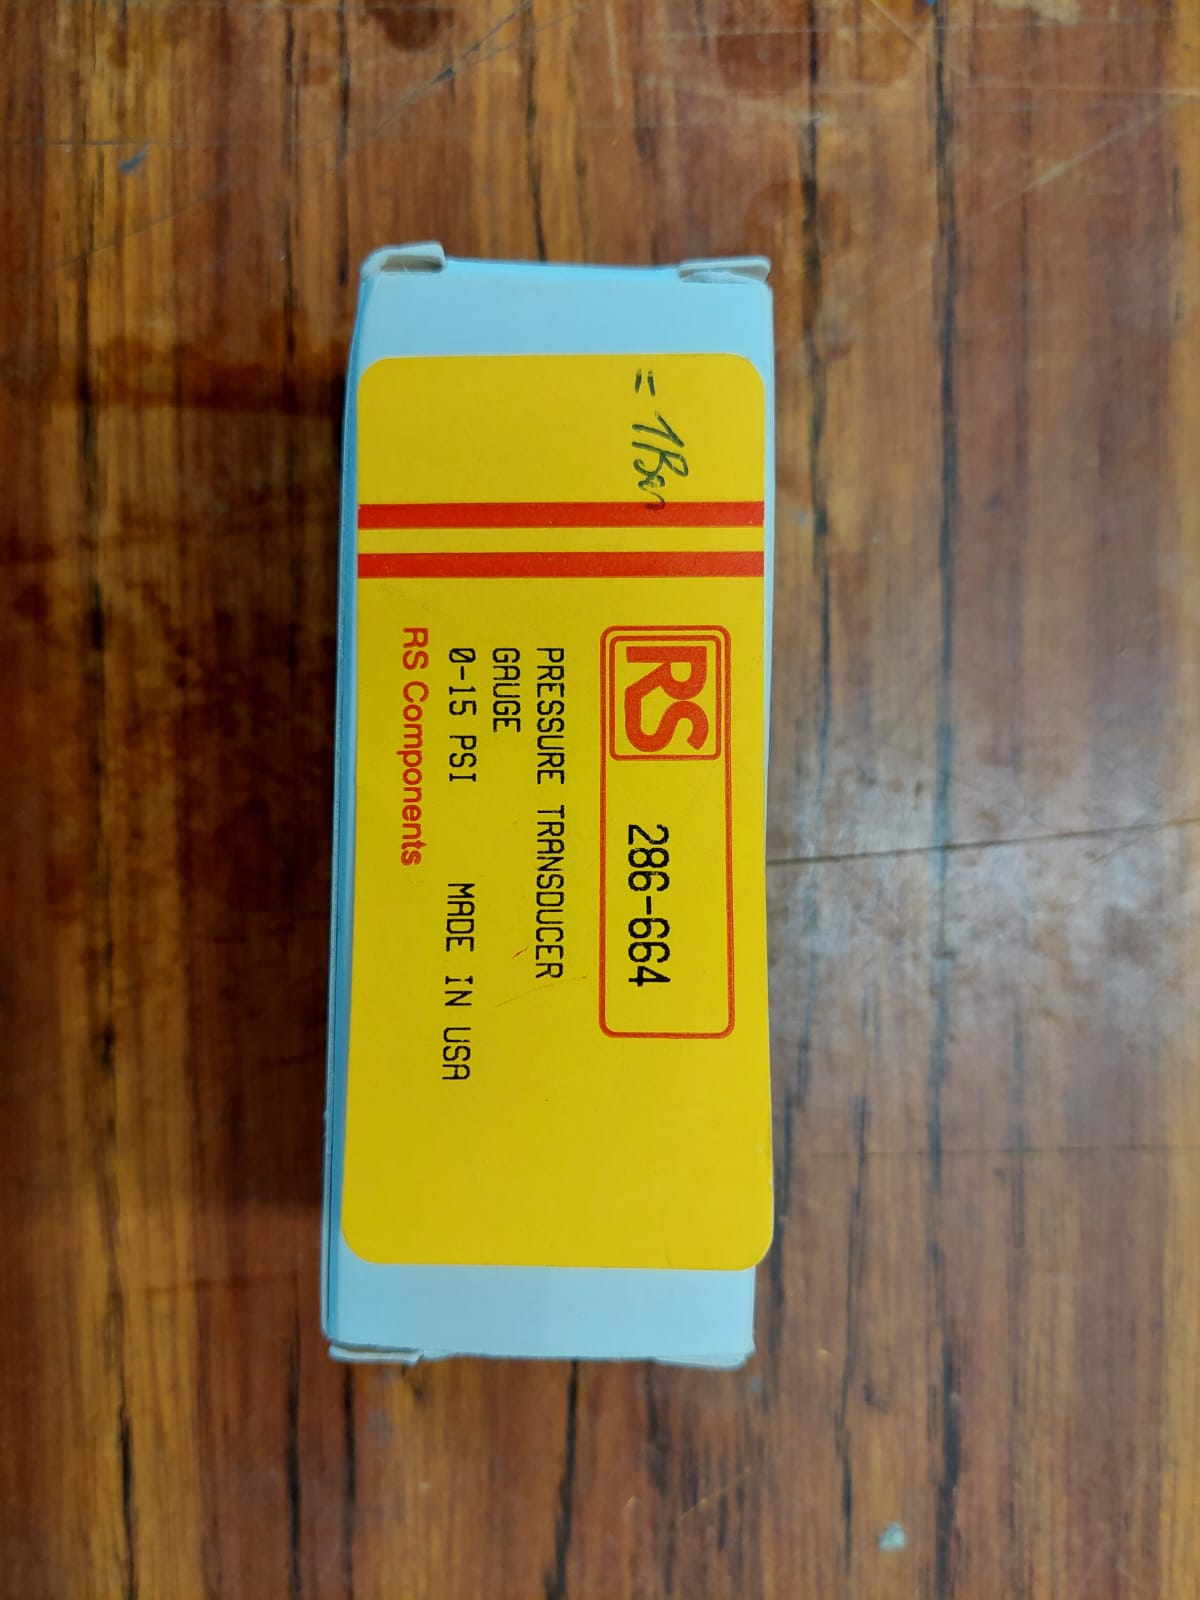 = 1Bar
RS 286-664
PRESSURE TRANSDUCER
GAUGE
0-15 PSI MADE IN USA
RS Components